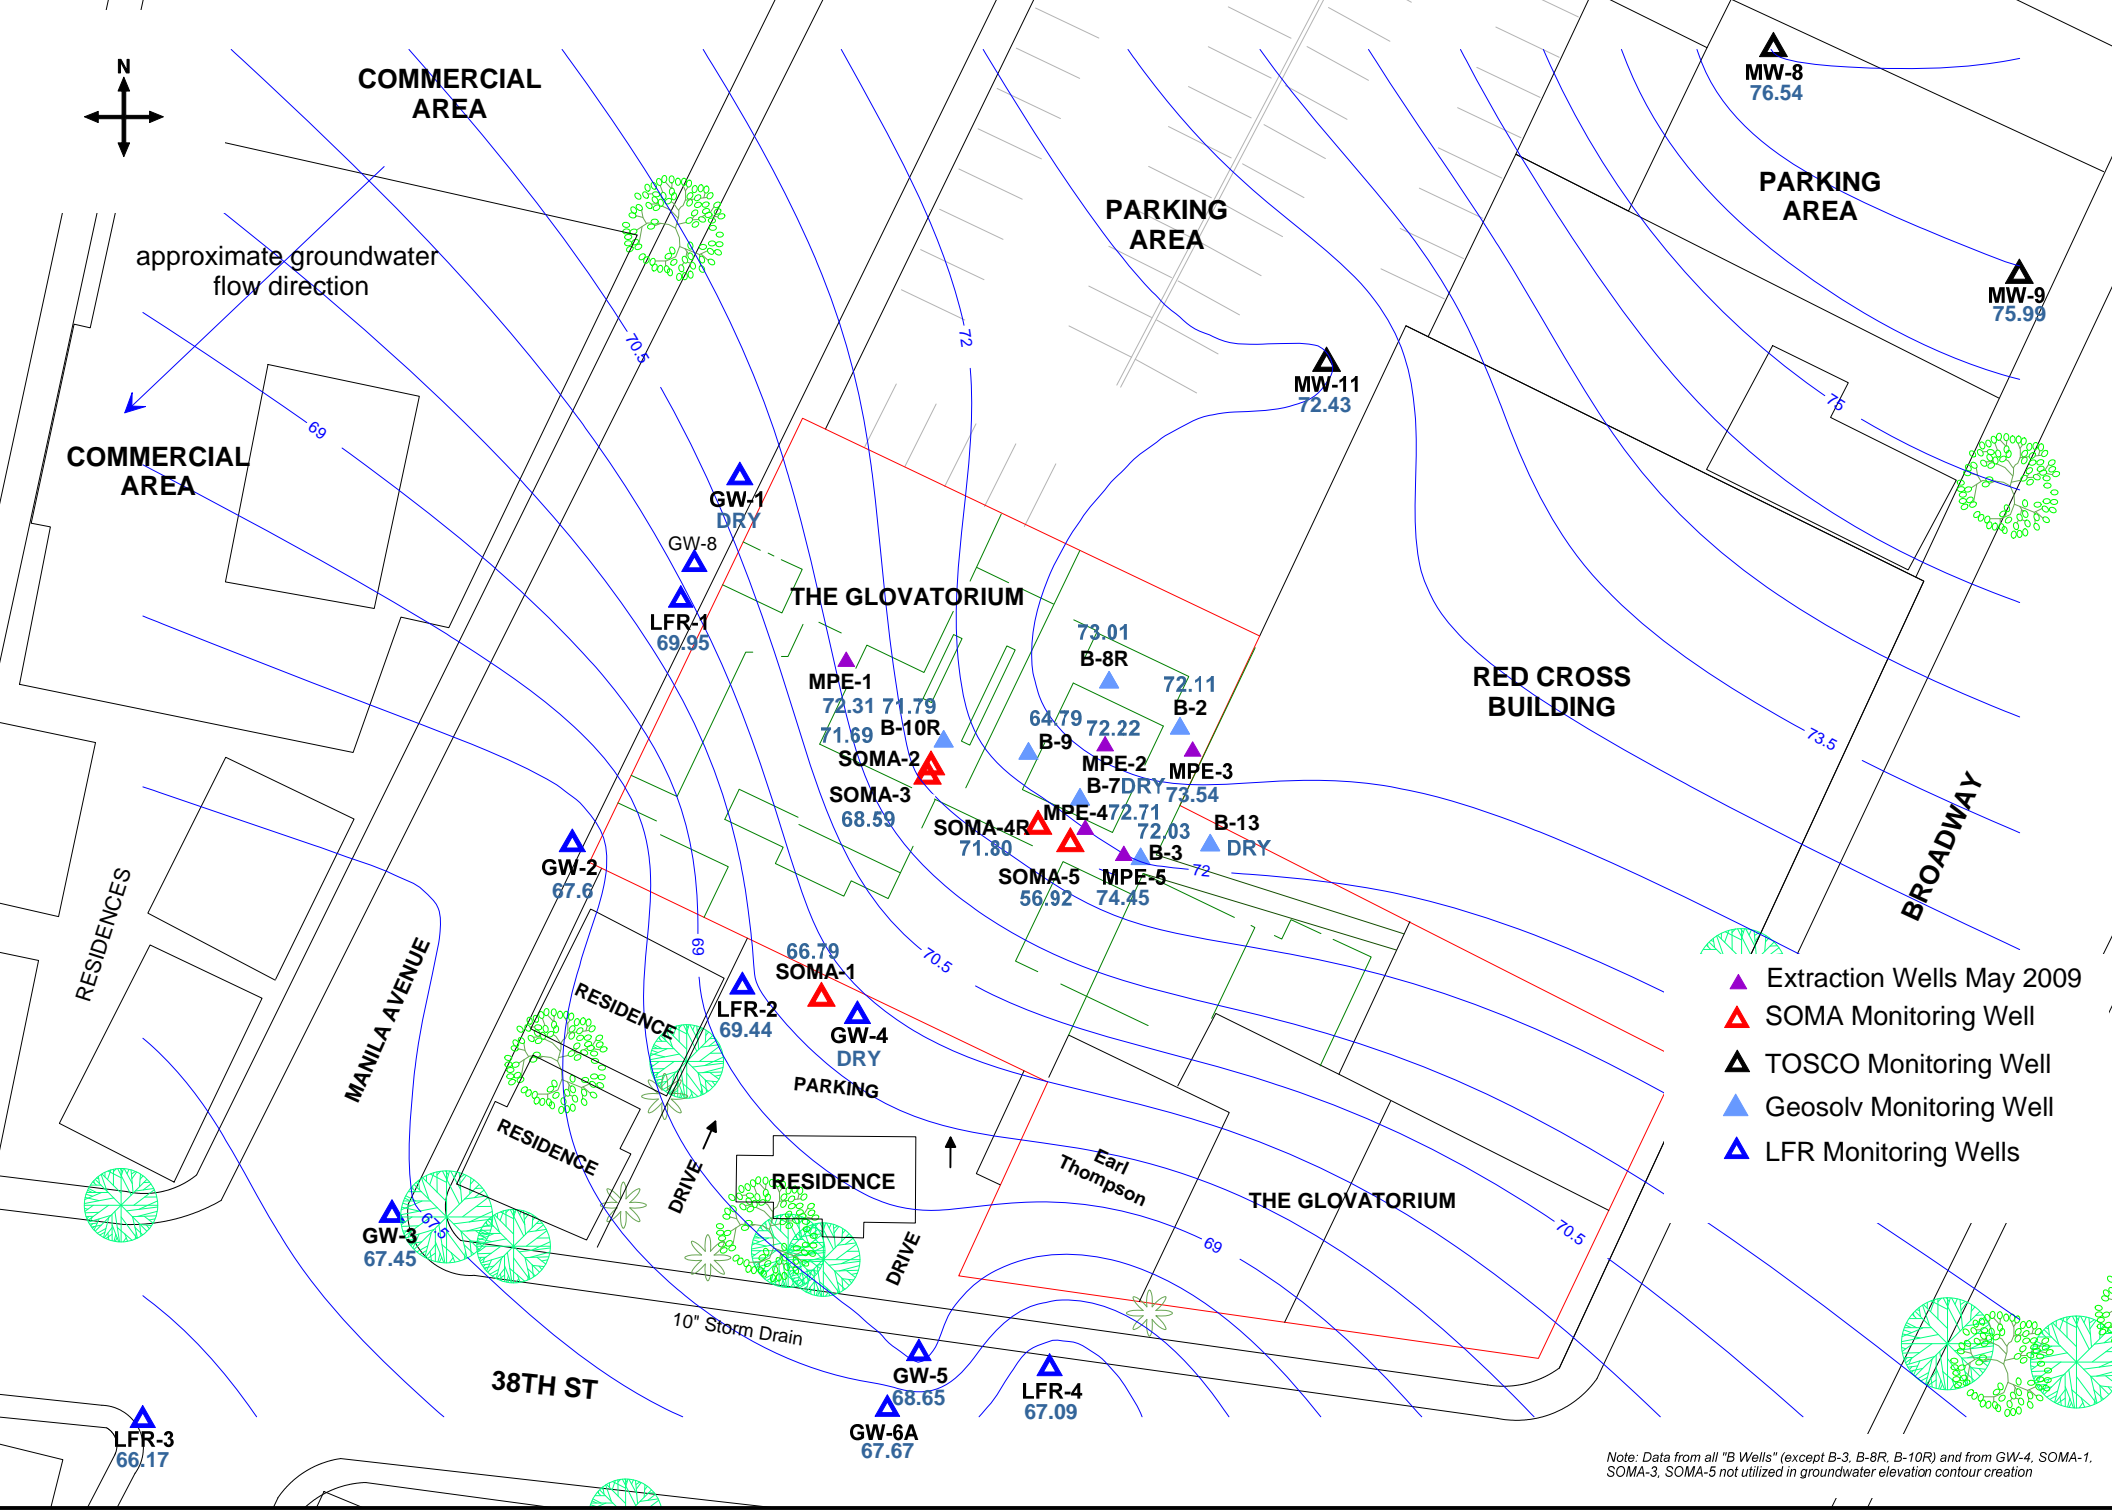 N
COMMERCIAL
AREA
MW-8
76.54
PARKING
AREA
PARKING
AREA
approximate groundwater
flow direction
MW-9
75.99
72
70.5
MW-11
72.43
75
69
COMMERCIAL
AREA
GW-1
DRY
GW-8
THE GLOVATORIUM
LFR-1
69.95
73.01
B-8R
MPE-1
72.31
71.79
72.11
B-2
RED CROSS
BUILDING
71.69
B-10R
64.79
72.22
B-9
SOMA-2
MPE-2
MPE-3
73.5
SOMA-3
68.59
B-7
DRY
73.54
MPE-4
72.71
SOMA-4R
71.80
72.03
B-13
DRY
B-3
72
GW-2
67.6
SOMA-5
56.92
MPE-5
74.45
BROADWAY
RESIDENCES
MANILA AVENUE
69
66.79
SOMA-1
70.5
RESIDENCE
LFR-2
69.44
GW-4
DRY
PARKING
Extraction Wells May 2009
SOMA Monitoring Well
TOSCO Monitoring Well
Geosolv Monitoring Well
LFR Monitoring Wells
RESIDENCE
DRIVE
RESIDENCE
Earl
Thompson
THE GLOVATORIUM
GW-3
67.45
67.5
DRIVE
69
70.5
10" Storm Drain
38TH ST
GW-5
68.65
GW-6A
67.67
LFR-4
67.09
LFR-3
66.17
Note: Data from all "B Wells" (except B-3, B-8R, B-10R) and from GW-4, SOMA-1,
SOMA-3, SOMA-5 not utilized in groundwater elevation contour creation